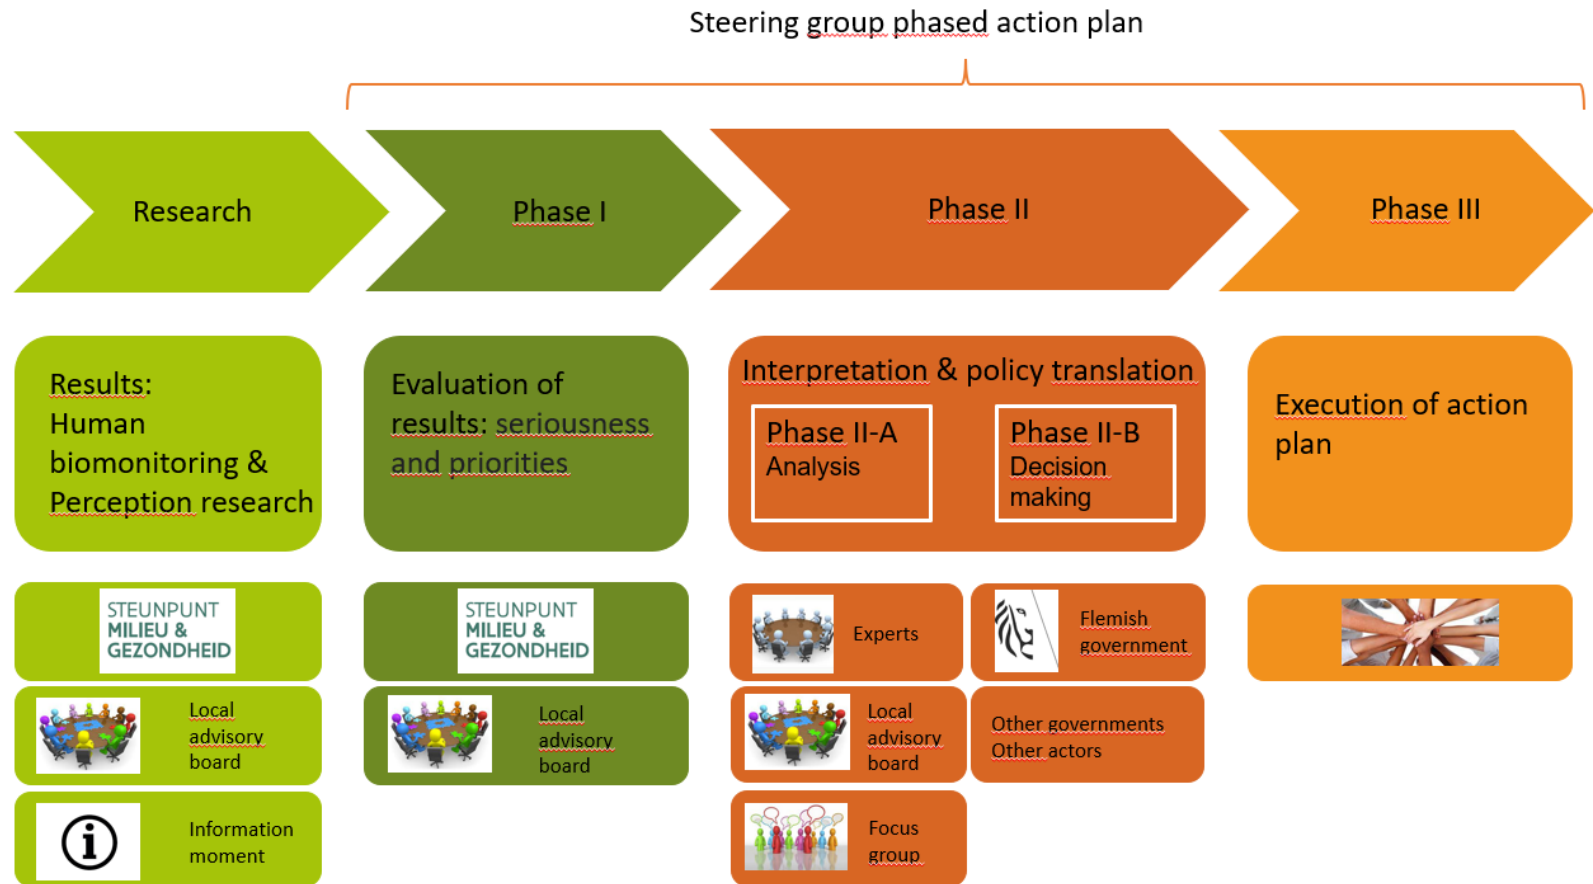 Steering group phased action plan
Research
Phase I
Phase II
Phase III
Results:
Human
biomonitoring &
Perception research
Evaluation of
results: seriousness
and priorities
Interpretation & policy translation
Phase II-A
Analysis
Phase II-B
Decision
making
Execution of action
plan
STEUNPUNT
MILIEU &
GEZONDHEID
Local
advisory
board
Information
moment
STEUNPUNT
MILIEU &
GEZONDHEID
Local
advisory
board
Experts
Local
advisory
board
Focus
group
Flemish
government
Other governments
Other actors